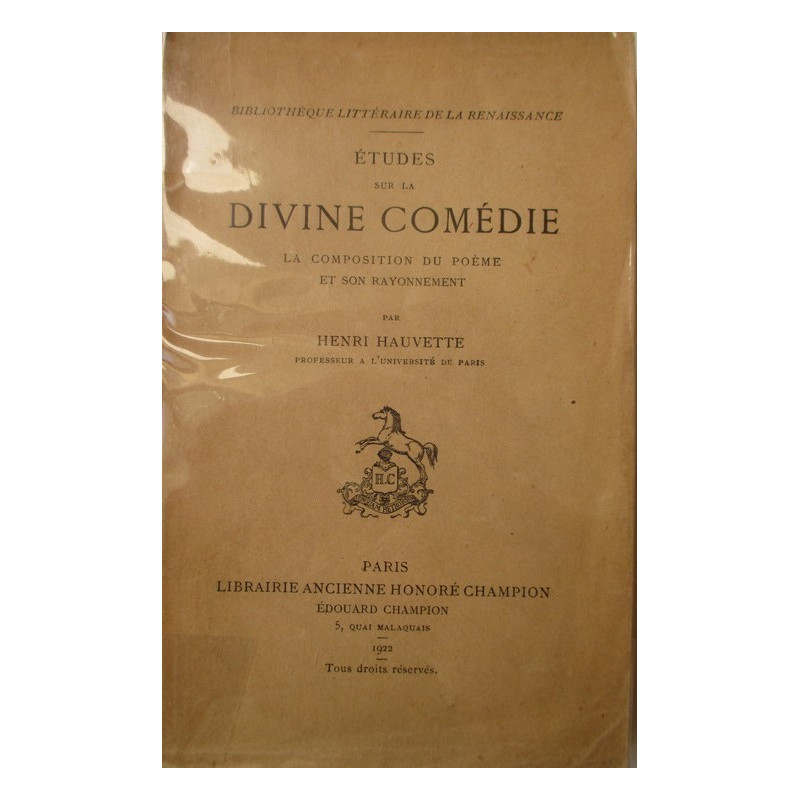 BIBLIOTHÈQUE LITTÉRAIRE DE LA RENAISSANCE
ÉTUDES
SUR LA
DIVINE COMÉDIE
LA COMPOSITION DU POÈME
ET SON RAYONNEMENT
PAR
HENRI HAUVETTE
PROFESSEUR A L'UNIVERSITÉ DE PARIS
H.C
PARIS
LIBRAIRIE ANCIENNE HONORÉ CHAMPION
ÉDOUARD CHAMPION
5, QUAI MALAQUAIS
1922
Tous droits réservés.